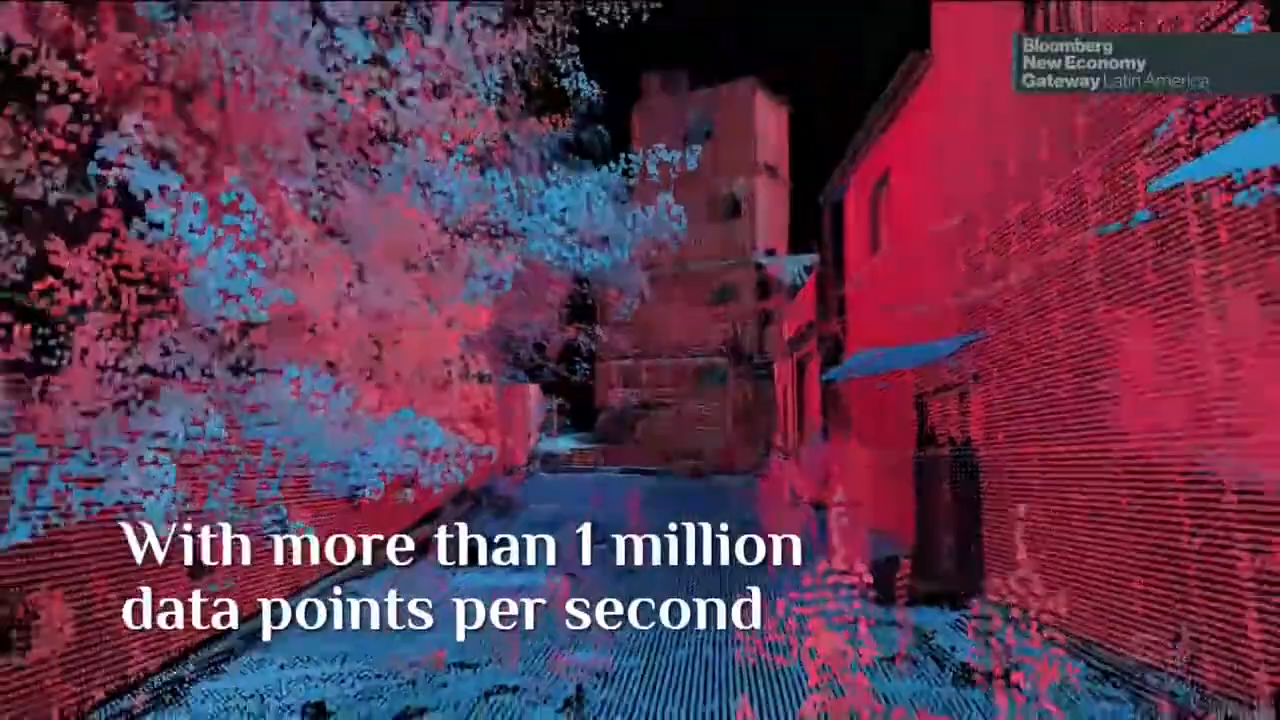 Bloomberg
New Economy
Gateway Latin America
With more than 1 million
data points per second